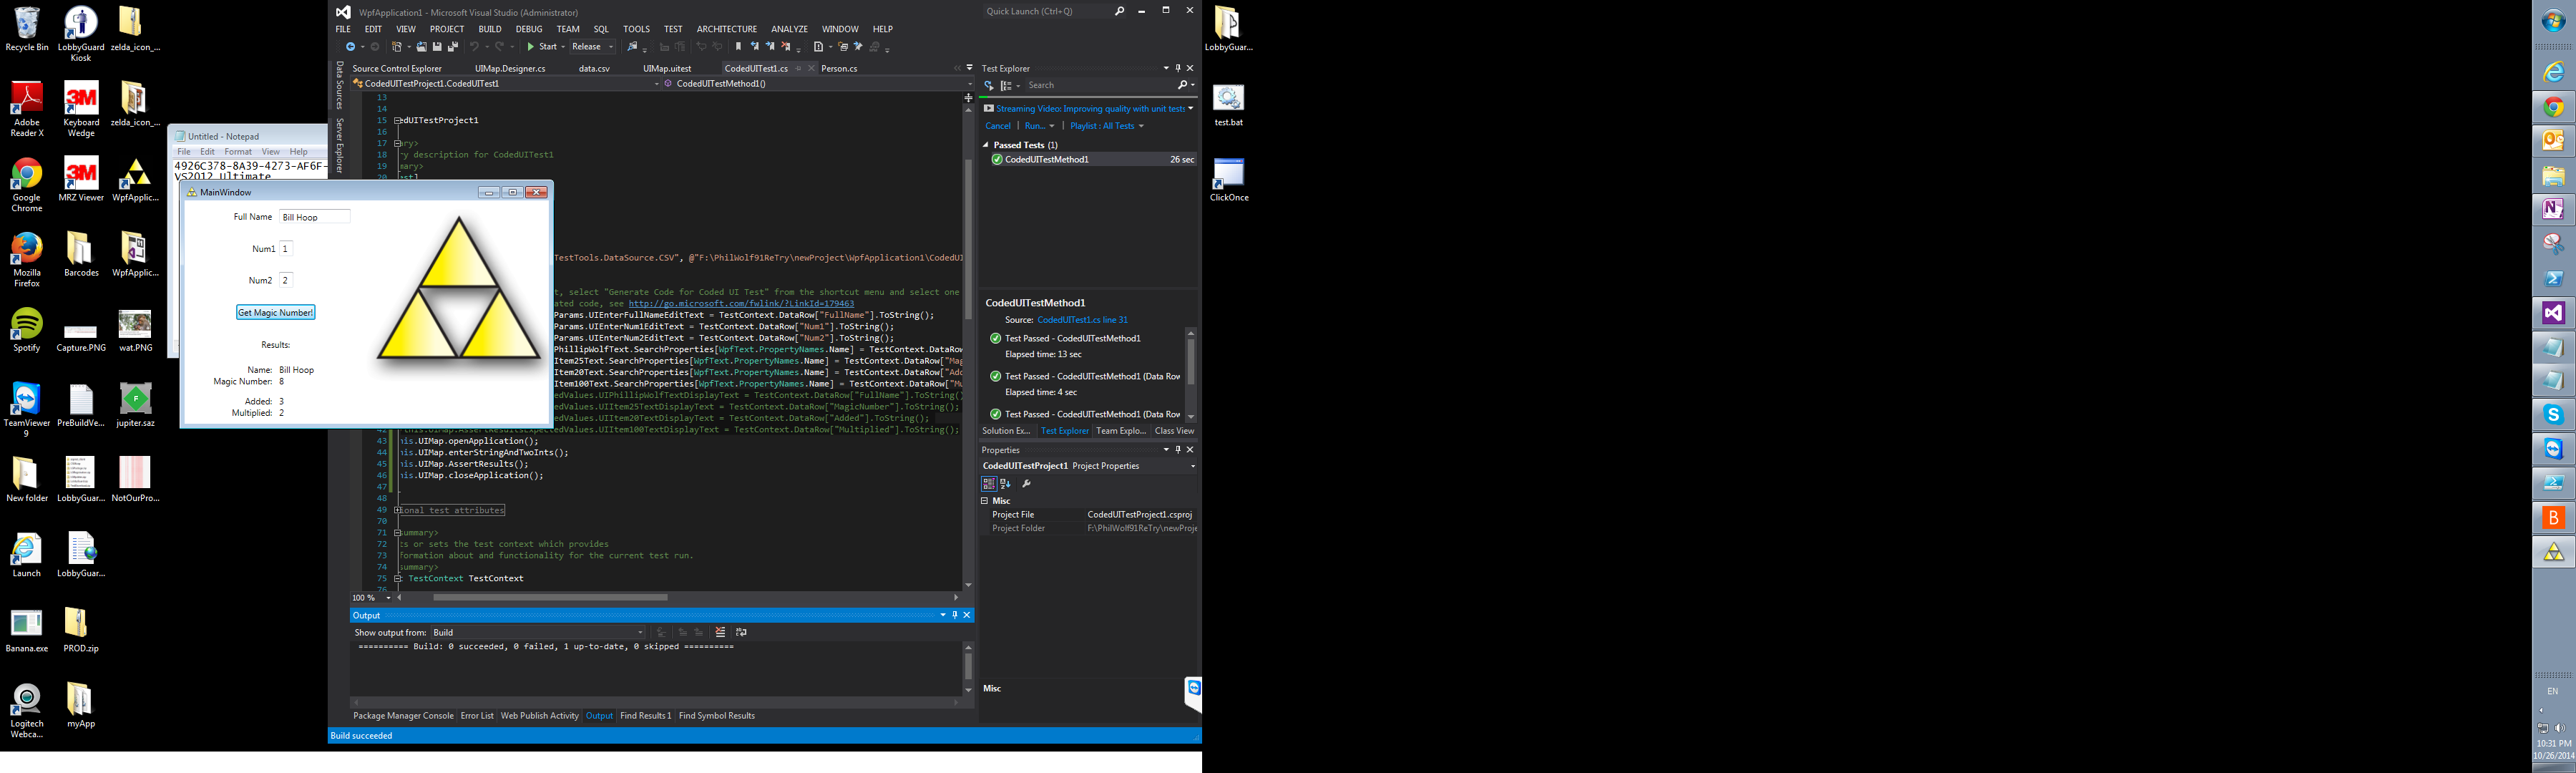 Recycle Bin
LobbyGuard Kiosk
zelda_icon_...
Adobe Reader X
Keyboard Wedge
zelda_icon_...
Google Chrome
MRZ Viewer
WpfApplic...
Mozilla Firefox
Barcodes
WpfApplic...
Spotify
Capture.PNG
wat.PNG
TeamViewer 9
PreBuildVe...
jupiter.saz
New folder
LobbyGuar...
NotOurPro...
Launch
LobbyGuar...
Banana.exe
PROD.zip
Logitech Webca...
myApp
Untitled - Notepad
File Edit Format View Help
4926C378-8A39-4273-AF6F-
VS2012 Ultimate
MainWindow
Full Name Bill Hoop
Num1 1
Num2 2
Get Magic Number!
Results:
Name: Bill Hoop
Magic Number: 8
Added: 3
Multiplied: 2
WpfApplication1 - Microsoft Visual Studio (Administrator)
Quick Launch (Ctrl+Q)
FILE EDIT VIEW PROJECT BUILD DEBUG TEAM SQL TOOLS TEST ARCHITECTURE ANALYZE WINDOW HELP
Start Release
Data Sources
Server Explorer
Source Control Explorer UIMap.Designer.cs data.csv UIMap.uitest CodedUITest1.cs Person.cs
CodedUITestProject1.CodedUITest1 CodedUITestMethod1()
13
14
15 edUITestProject1
16
17 ary>
18 y description for CodedUITest1
19 mary>
20 est]
TestTools.DataSource.CSV", @"F:\PhilWolf91ReTry\newProject\WpfApplication1\CodedUI
t, select "Generate Code for Coded UI Test" from the shortcut menu and select one
ated code, see http://go.microsoft.com/fwlink/?LinkId=179463
Params.UIEnterFullNameEditText = TestContext.DataRow["FullName"].ToString();
Params.UIEnterNum1EditText = TestContext.DataRow["Num1"].ToString();
Params.UIEnterNum2EditText = TestContext.DataRow["Num2"].ToString();
PhillipWolfText.SearchProperties[WpfText.PropertyNames.Name] = TestContext.DataRow
Item25Text.SearchProperties[WpfText.PropertyNames.Name] = TestContext.DataRow["Mag
Item20Text.SearchProperties[WpfText.PropertyNames.Name] = TestContext.DataRow["Add
Item100Text.SearchProperties[WpfText.PropertyNames.Name] = TestContext.DataRow["Mu
edValues.UIPhillipWolfTextDisplayText = TestContext.DataRow["FullName"].ToString()
edValues.UIItem25TextDisplayText = TestContext.DataRow["MagicNumber"].ToString();
edValues.UIItem20TextDisplayText = TestContext.DataRow["Added"].ToString();
edValues.UIItem100TextDisplayText = TestContext.DataRow["Multiplied"].ToString();
43 his.UIMap.openApplication();
44 his.UIMap.enterStringAndTwoInts();
45 his.UIMap.AssertResults();
46 his.UIMap.closeApplication();
47
48
49 ional test attributes
70
71 summary>
72 ts or sets the test context which provides
73 formation about and functionality for the current test run.
74 summary>
75 : TestContext TestContext
76
100 %
Output
Show output from: Build
========== Build: 0 succeeded, 0 failed, 1 up-to-date, 0 skipped ==========
Package Manager Console Error List Web Publish Activity Output Find Results 1 Find Symbol Results
Build succeeded
Test Explorer
Search
Streaming Video: Improving quality with unit tests
Cancel Run... Playlist : All Tests
Passed Tests (1)
CodedUITestMethod1 26 sec
CodedUITestMethod1
Source: CodedUITest1.cs line 31
Test Passed - CodedUITestMethod1
Elapsed time: 13 sec
Test Passed - CodedUITestMethod1 (Data Row
Elapsed time: 4 sec
Test Passed - CodedUITestMethod1 (Data Row
Solution Ex... Test Explorer Team Explo... Class View
Properties
CodedUITestProject1 Project Properties
Misc
Project File CodedUITestProject1.csproj
Project Folder F:\PhilWolf91ReTry\newProje
Misc
LobbyGuar...
test.bat
ClickOnce
EN
10:31 PM
10/26/2014